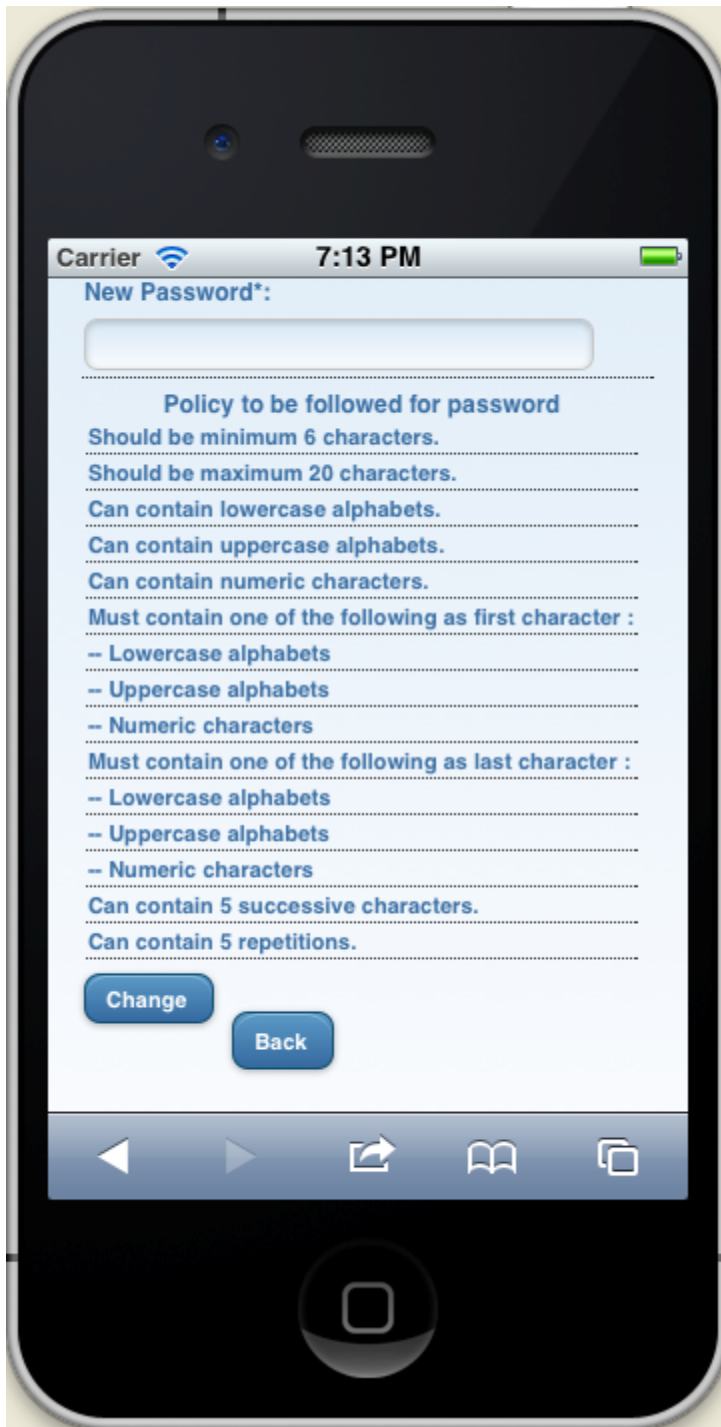 Carrier 7:13 PM
New Password*:
Policy to be followed for password
Should be minimum 6 characters.
Should be maximum 20 characters.
Can contain lowercase alphabets.
Can contain uppercase alphabets.
Can contain numeric characters.
Must contain one of the following as first character :
-- Lowercase alphabets
-- Uppercase alphabets
-- Numeric characters
Must contain one of the following as last character :
-- Lowercase alphabets
-- Uppercase alphabets
-- Numeric characters
Can contain 5 successive characters.
Can contain 5 repetitions.
Change
Back